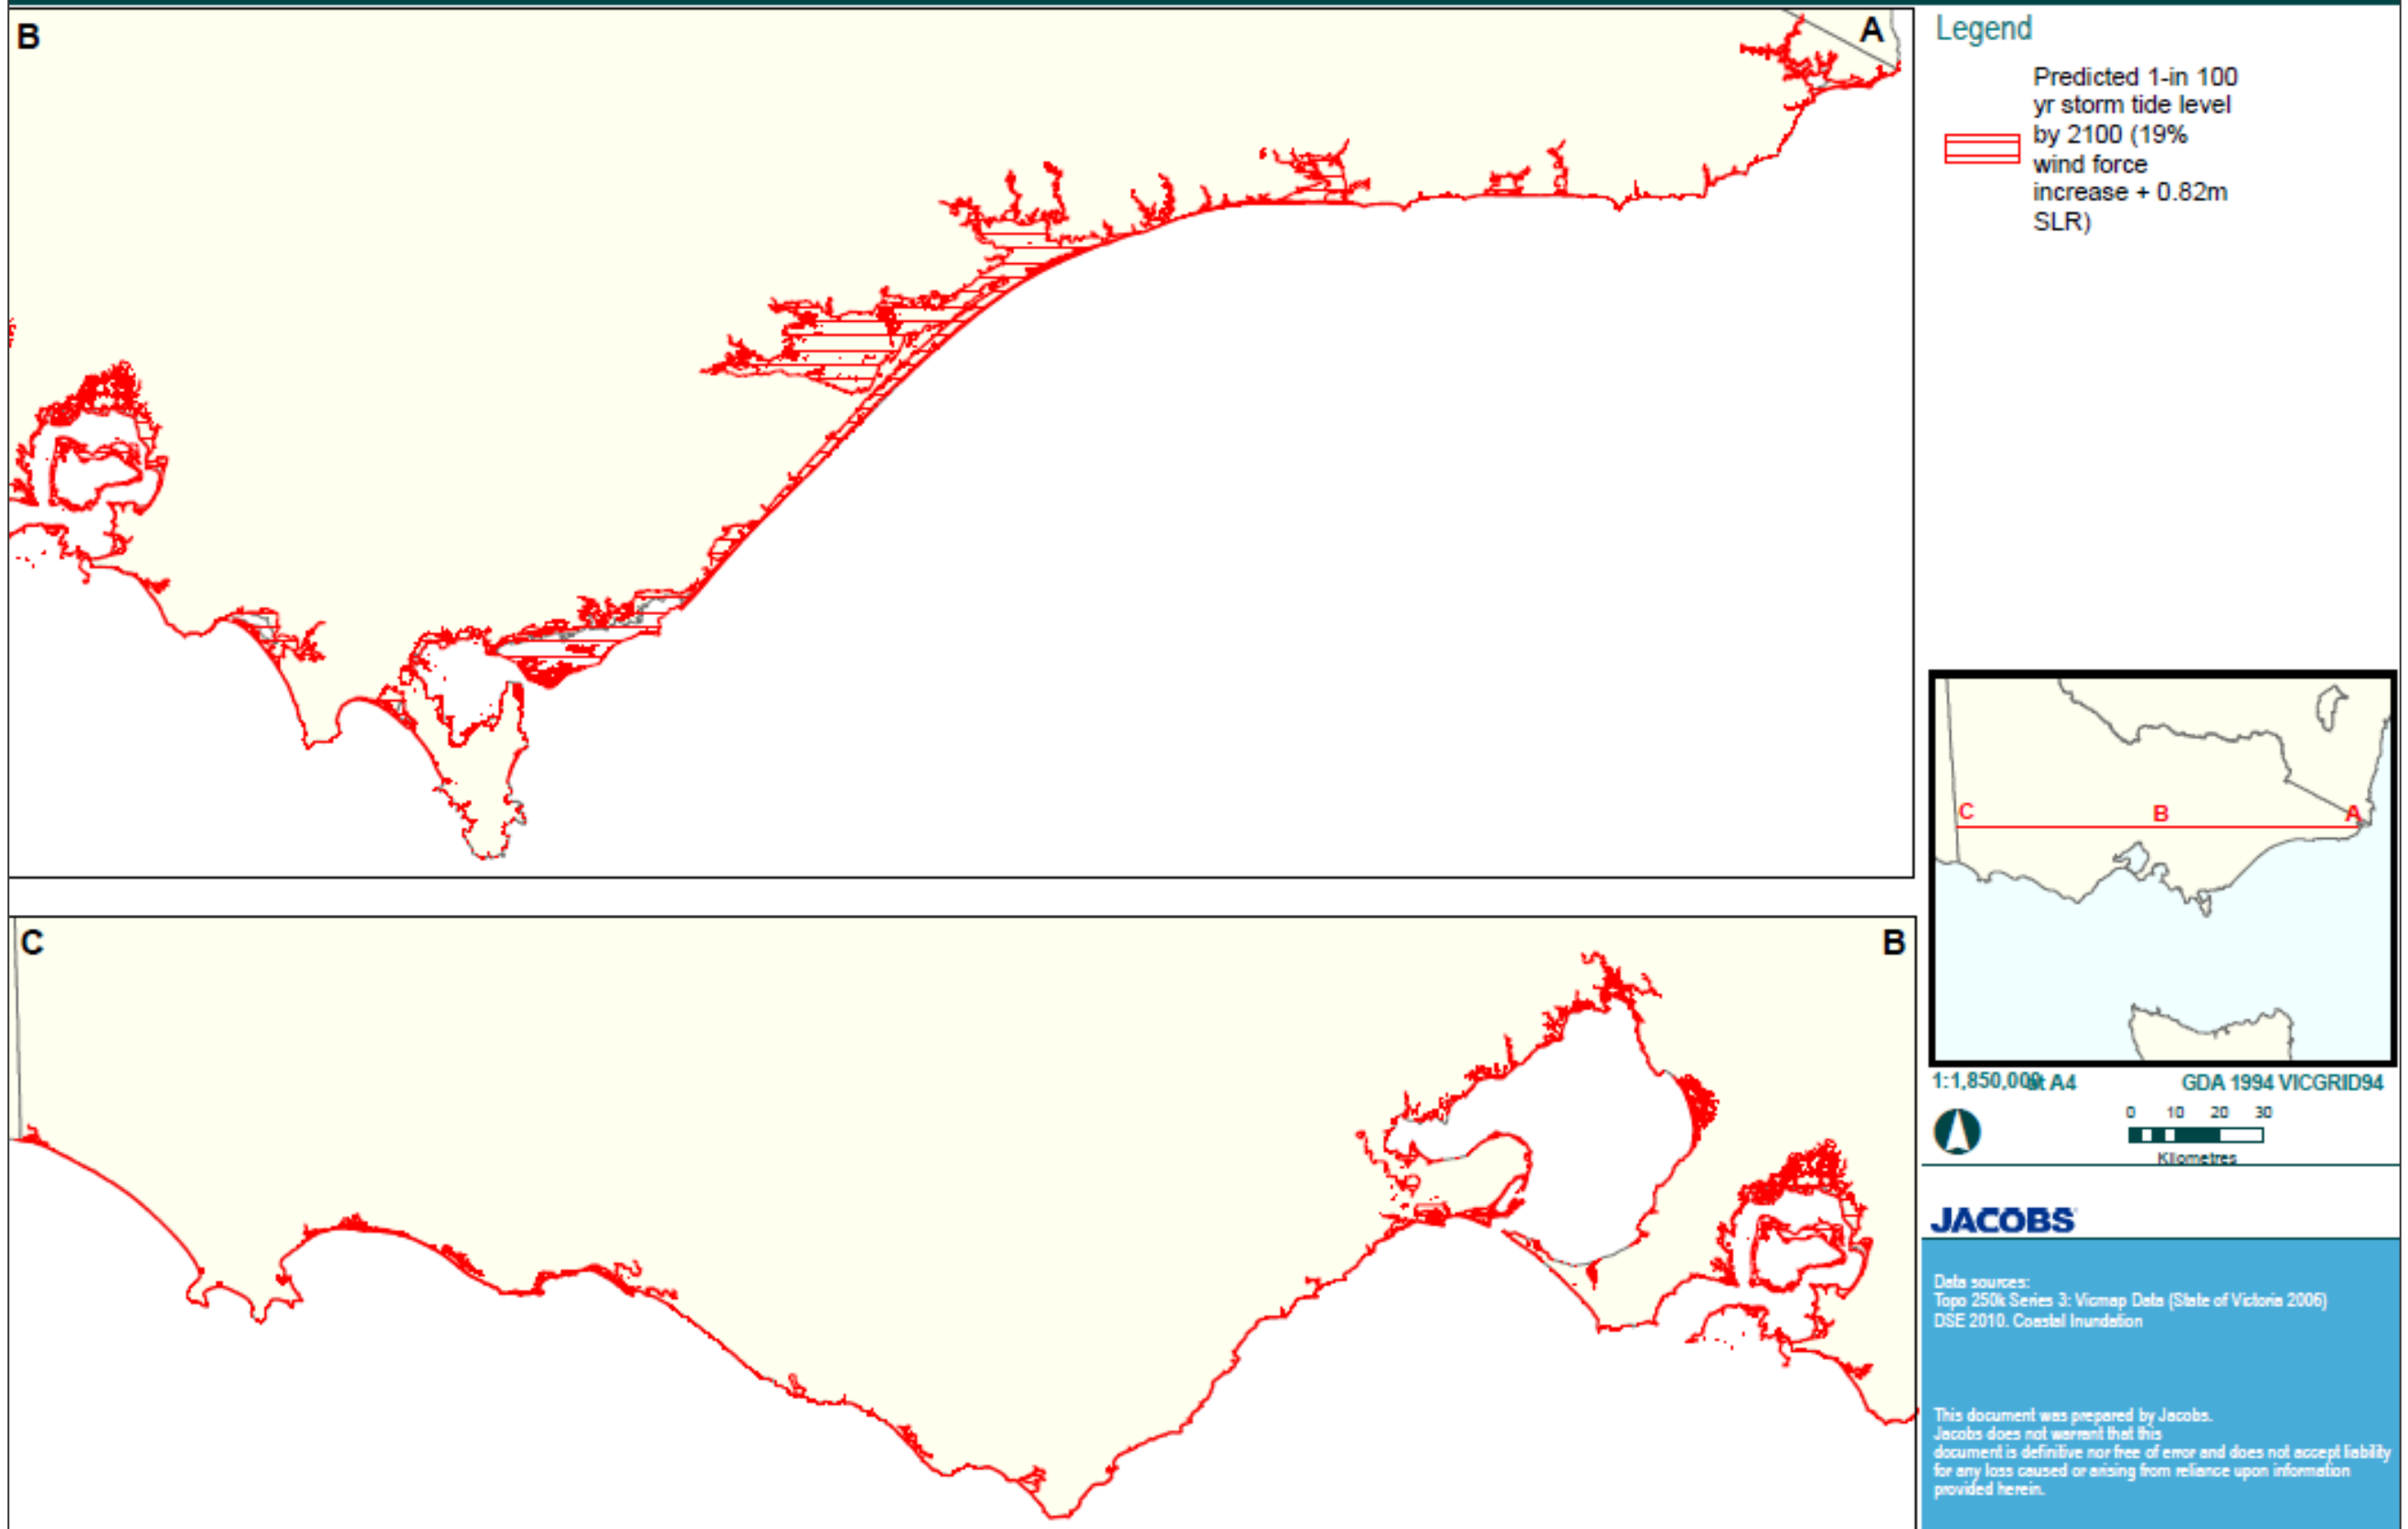 B
A
C
B
Legend
Predicted 1-in 100
yr storm tide level
by 2100 (19%
wind force
increase + 0.82m
SLR)
C
B
A
1:1,850,000 at A4
GDA 1994 VICGRID94
0 10 20 30
Kilometres
JACOBS
Data sources:
Topo 250k Series 3: Vicmap Data (State of Victoria 2006)
DSE 2010. Coastal Inundation
This document was prepared by Jacobs.
Jacobs does not warrant that this
document is definitive nor free of error and does not accept liability
for any loss caused or arising from reliance upon information
provided herein.